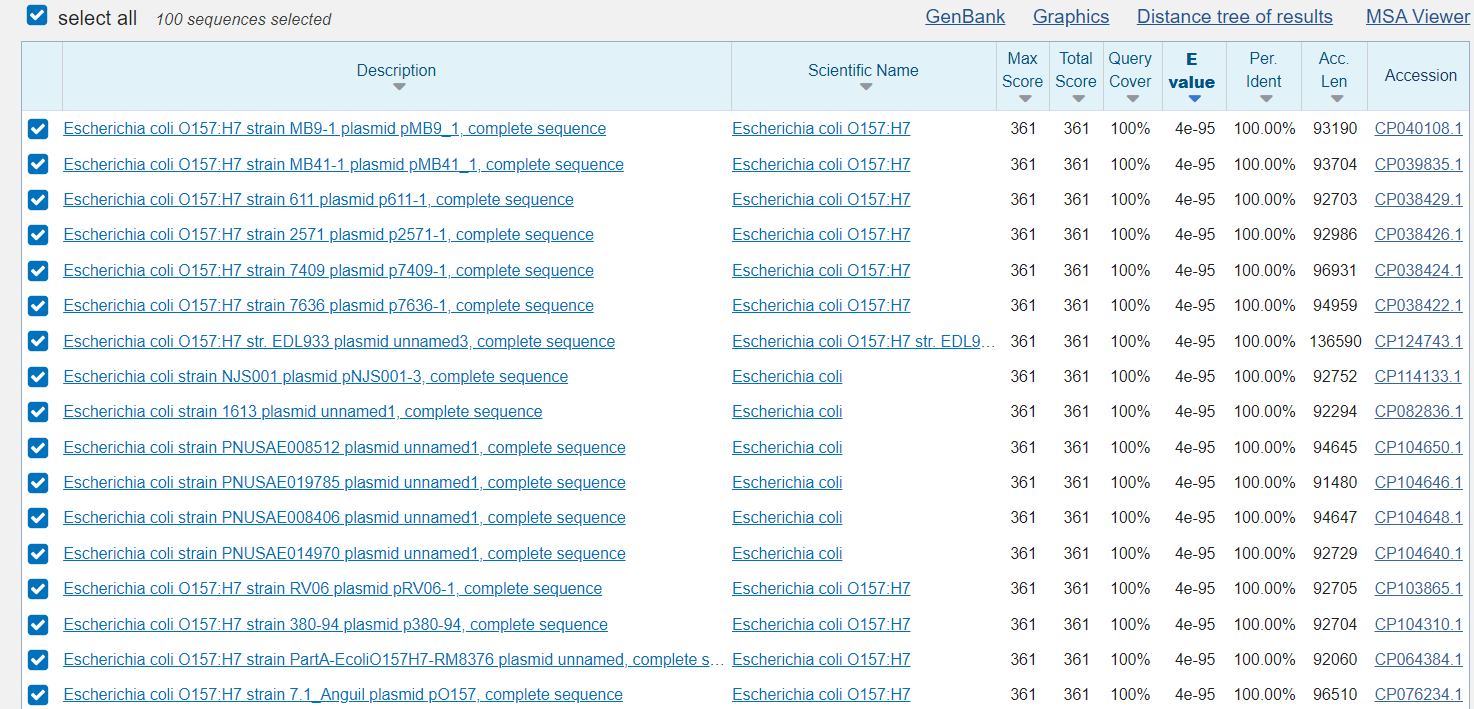 select all 100 sequences selected GenBank Graphics Distance tree of results MSA Viewer
Description Scientific Name Max Score Total Score Query Cover E value Per. Ident Acc. Len Accession
Escherichia coli O157:H7 strain MB9-1 plasmid pMB9_1, complete sequence Escherichia coli O157:H7 361 361 100% 4e-95 100.00% 93190 CP040108.1
Escherichia coli O157:H7 strain MB41-1 plasmid pMB41_1, complete sequence Escherichia coli O157:H7 361 361 100% 4e-95 100.00% 93704 CP039835.1
Escherichia coli O157:H7 strain 611 plasmid p611-1, complete sequence Escherichia coli O157:H7 361 361 100% 4e-95 100.00% 92703 CP038429.1
Escherichia coli O157:H7 strain 2571 plasmid p2571-1, complete sequence Escherichia coli O157:H7 361 361 100% 4e-95 100.00% 92986 CP038426.1
Escherichia coli O157:H7 strain 7409 plasmid p7409-1, complete sequence Escherichia coli O157:H7 361 361 100% 4e-95 100.00% 96931 CP038424.1
Escherichia coli O157:H7 strain 7636 plasmid p7636-1, complete sequence Escherichia coli O157:H7 361 361 100% 4e-95 100.00% 94959 CP038422.1
Escherichia coli O157:H7 str. EDL933 plasmid unnamed3, complete sequence Escherichia coli O157:H7 str. EDL9... 361 361 100% 4e-95 100.00% 136590 CP124743.1
Escherichia coli strain NJS001 plasmid pNJS001-3, complete sequence Escherichia coli 361 361 100% 4e-95 100.00% 92752 CP114133.1
Escherichia coli strain 1613 plasmid unnamed1, complete sequence Escherichia coli 361 361 100% 4e-95 100.00% 92294 CP082836.1
Escherichia coli strain PNUSAE008512 plasmid unnamed1, complete sequence Escherichia coli 361 361 100% 4e-95 100.00% 94645 CP104650.1
Escherichia coli strain PNUSAE019785 plasmid unnamed1, complete sequence Escherichia coli 361 361 100% 4e-95 100.00% 91480 CP104646.1
Escherichia coli strain PNUSAE008406 plasmid unnamed1, complete sequence Escherichia coli 361 361 100% 4e-95 100.00% 94647 CP104648.1
Escherichia coli strain PNUSAE014970 plasmid unnamed1, complete sequence Escherichia coli 361 361 100% 4e-95 100.00% 92729 CP104640.1
Escherichia coli O157:H7 strain RV06 plasmid pRV06-1, complete sequence Escherichia coli O157:H7 361 361 100% 4e-95 100.00% 92705 CP103865.1
Escherichia coli O157:H7 strain 380-94 plasmid p380-94, complete sequence Escherichia coli O157:H7 361 361 100% 4e-95 100.00% 92704 CP104310.1
Escherichia coli O157:H7 strain PartA-EcoliO157H7-RM8376 plasmid unnamed, complete s... Escherichia coli O157:H7 361 361 100% 4e-95 100.00% 92060 CP064384.1
Escherichia coli O157:H7 strain 7.1_Anguil plasmid pO157, complete sequence Escherichia coli O157:H7 361 361 100% 4e-95 100.00% 96510 CP076234.1